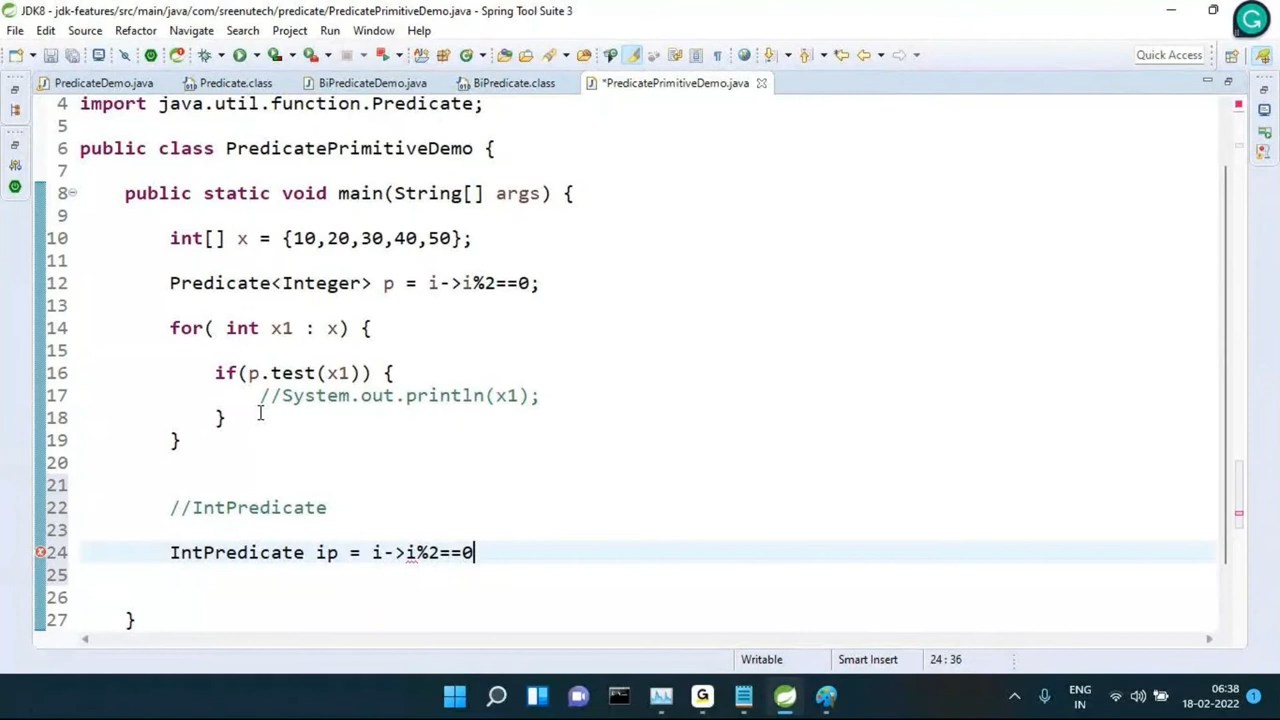 JDK8 - jdk-features/src/main/java/com/sreenutech/predicate/PredicatePrimitiveDemo.java - Spring Tool Suite 3
File Edit Source Refactor Navigate Search Project Run Window Help
Quick Access
PredicateDemo.java Predicate.class BiPredicateDemo.java BiPredicate.class *PredicatePrimitiveDemo.java
4 import java.util.function.Predicate;
5
6 public class PredicatePrimitiveDemo {
7
8 public static void main(String[] args) {
9
10 int[] x = {10,20,30,40,50};
11
12 Predicate<Integer> p = i->i%2==0;
13
14 for( int x1 : x) {
15
16 if(p.test(x1)) {
17 //System.out.println(x1);
18 }
19 }
20
21
22 //IntPredicate
23
24 IntPredicate ip = i->i%2==0
25
26
27 }
Writable Smart Insert 24 : 36
ENG 06:38
IN 18-02-2022 1